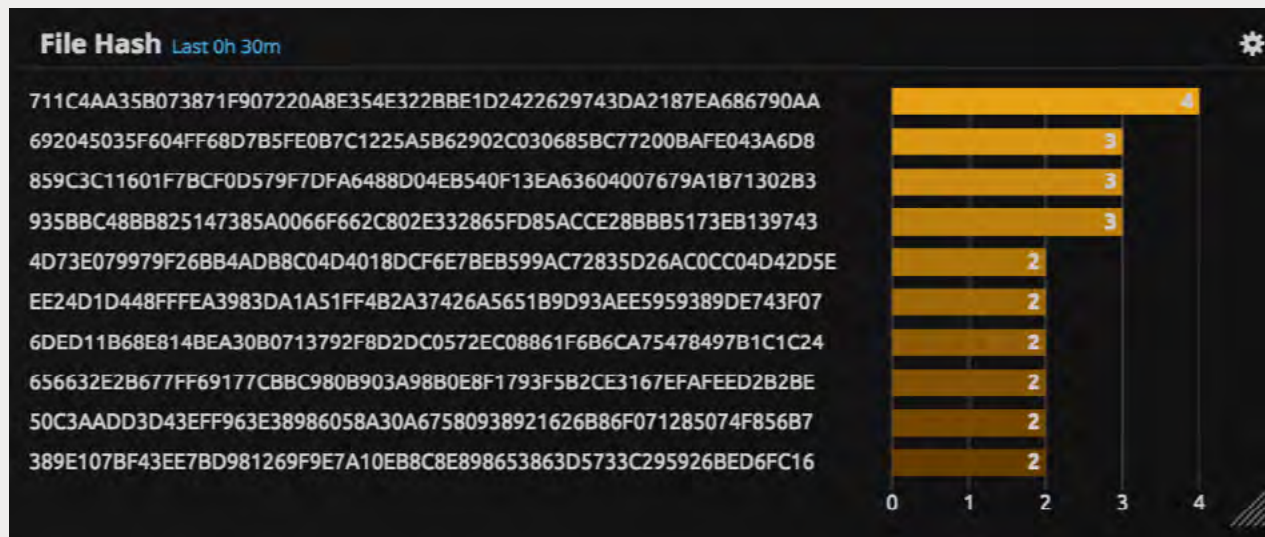 File Hash Last 0h 30m
711C4AA35B073871F907220A8E354E322BBE1D2422629743DA2187EA686790AA 4
692045035F604FF68D7B5FE0B7C1225A5B62902C030685BC77200BAFE043A6D8 3
859C3C11601F7BCF0D579F7DFA6488D04EB540F13EA63604007679A1B71302B3 3
935BBC48BB825147385A0066F662C802E332865FD85ACCE28BBB5173EB139743 3
4D73E079979F26BB4ADB8C04D4018DCF6E7BEB599AC72835D26AC0CC04D42D5E 2
EE24D1D448FFFEA3983DA1A51FF4B2A37426A5651B9D93AEE5959389DE743F07 2
6DED11B68E814BEA30B0713792F8D2DC0572EC08861F6B6CA75478497B1C1C24 2
656632E2B677FF69177CBBC980B903A98B0E8F1793F5B2CE3167EFAFEED2B2BE 2
50C3AADD3D43EFF963E38986058A30A67580938921626B86F071285074F856B7 2
389E107BF43EE7BD981269F9E7A10EB8C8E898653863D5733C295926BED6FC16 2
0 1 2 3 4